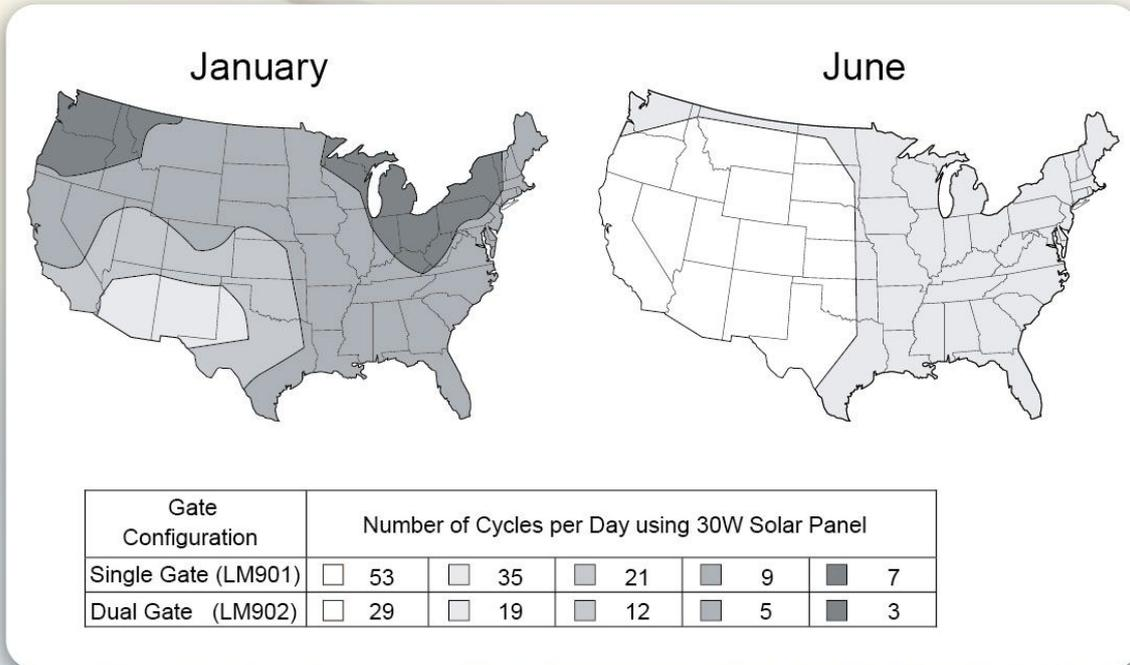 January
June
Gate
Configuration
Number of Cycles per Day using 30W Solar Panel
Single Gate (LM901) 53 35 21 9 7
Dual Gate (LM902) 29 19 12 5 3